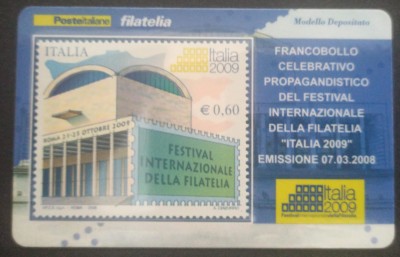 Posteitaliane filatelia
Modello Depositato
ITALIA
Italia
2009
€ 0,60
ROMA 21-25 OTTOBRE 2009
FESTIVAL
INTERNAZIONALE
DELLA FILATELIA
FRANCOBOLLO
CELEBRATIVO
PROPAGANDISTICO
DEL FESTIVAL
INTERNAZIONALE
DELLA FILATELIA
"ITALIA 2009"
EMISSIONE 07.03.2008
Italia
2009